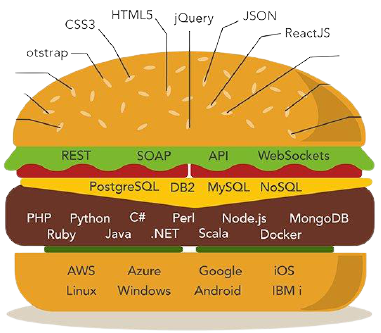 HTML5 jQuery JSON
CSS3 ReactJS
otstrap
REST SOAP API WebSockets
PostgreSQL DB2 MySQL NoSQL
PHP Python C# Perl Node.js MongoDB
Ruby Java .NET Scala Docker
AWS Azure Google iOS
Linux Windows Android IBM i